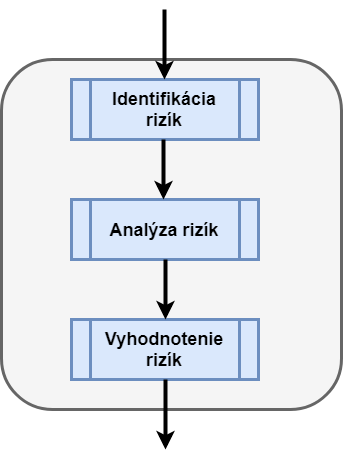 Identifikácia
rizík
Analýza rizík
Vyhodnotenie
rizík